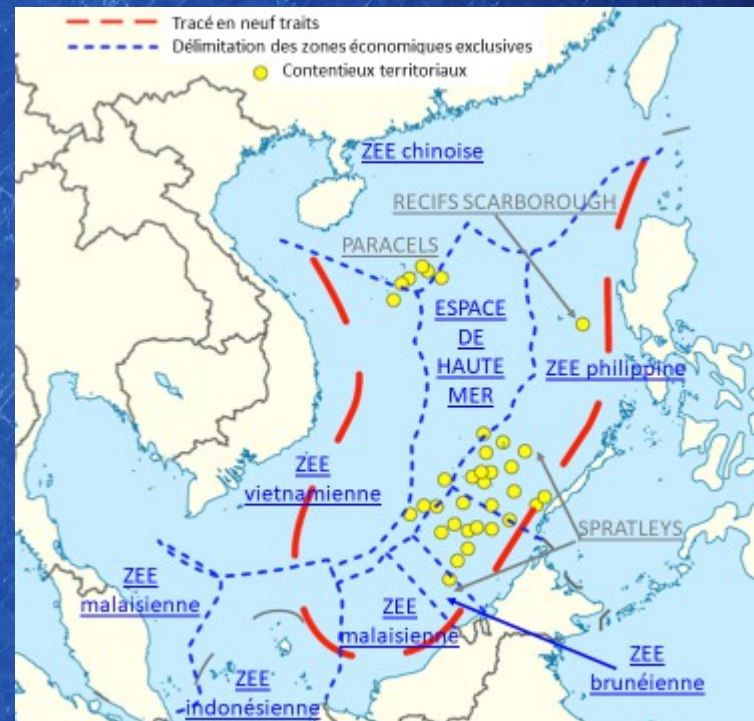 Tracé en neuf traits
Délimitation des zones économiques exclusives
Contentieux territoriaux
ZEE chinoise
RECIFS SCARBOROUGH
PARACELS
ESPACE
DE
HAUTE
MER
ZEE philippine
ZEE
vietnamienne
SPRATLEYS
ZEE
malaisienne
ZEE
malaisienne
ZEE
brunéienne
ZEE
indonésienne